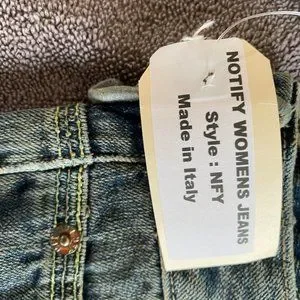 NOTIFY WOMENS JEANS
Style : NFY
Made in Italy